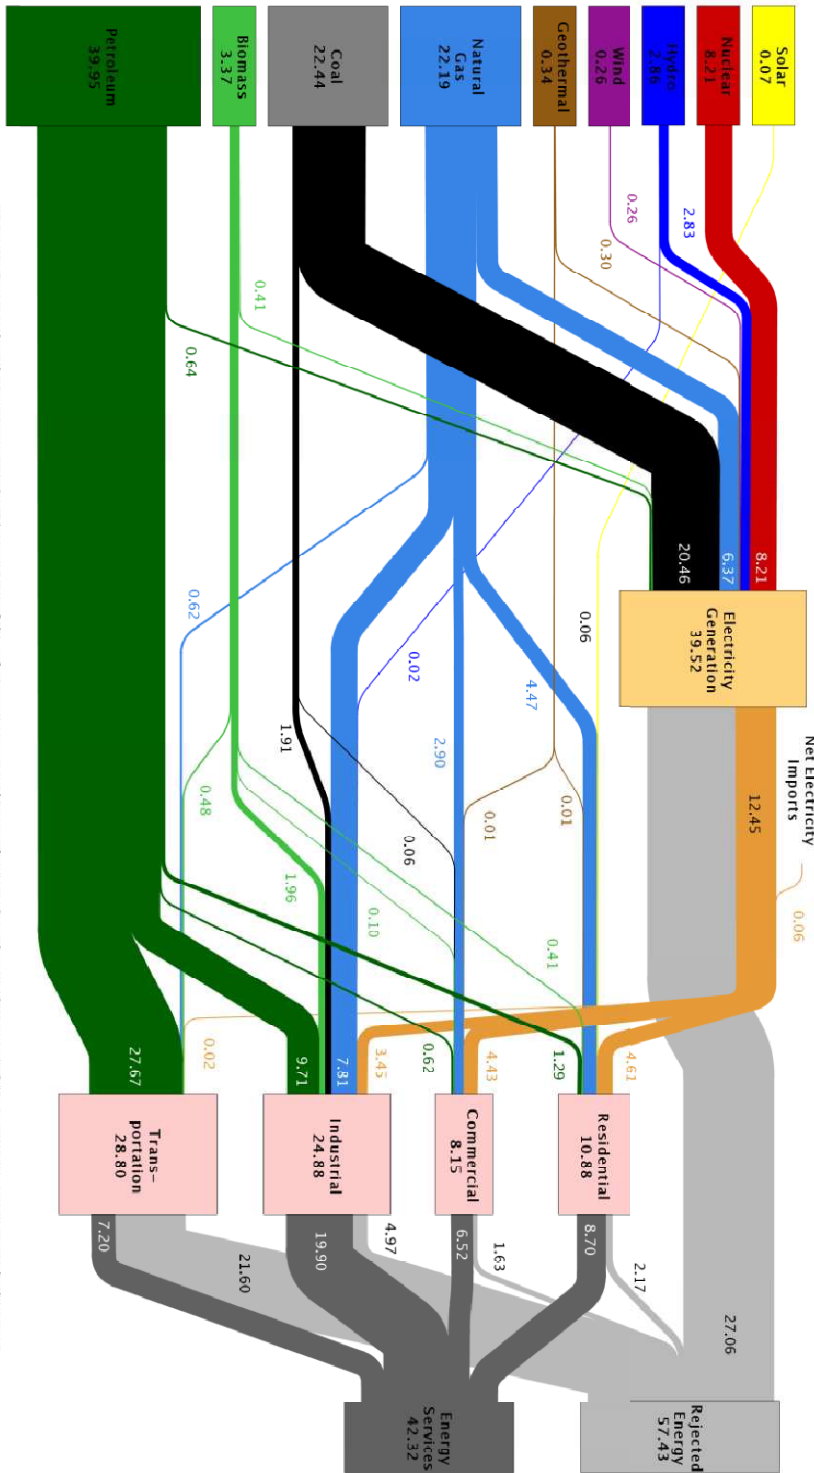 Solar
0.07
Nuclear
8.21
Hydro
2.86
Wind
0.26
Geothermal
0.34
Natural
Gas
22.19
Coal
22.44
Biomass
3.37
Petroleum
39.95
2.83
0.26
0.30
0.41
0.64
8.21
6.37
20.46
Electricity
Generation
39.52
0.06
0.62
0.02
4.47
2.90
1.91
0.48
Net Electricity
Imports
0.06
12.45
0.01
0.01
0.06
1.96
0.10
0.41
0.02
27.67
9.71
7.81
3.45
0.62
4.43
1.29
4.61
Residential
10.88
Commercial
8.15
Industrial
24.88
Trans-
portation
28.80
2.17
8.70
1.63
6.52
4.97
19.90
21.60
7.20
27.06
Rejected
Energy
57.43
Energy
Services
42.32